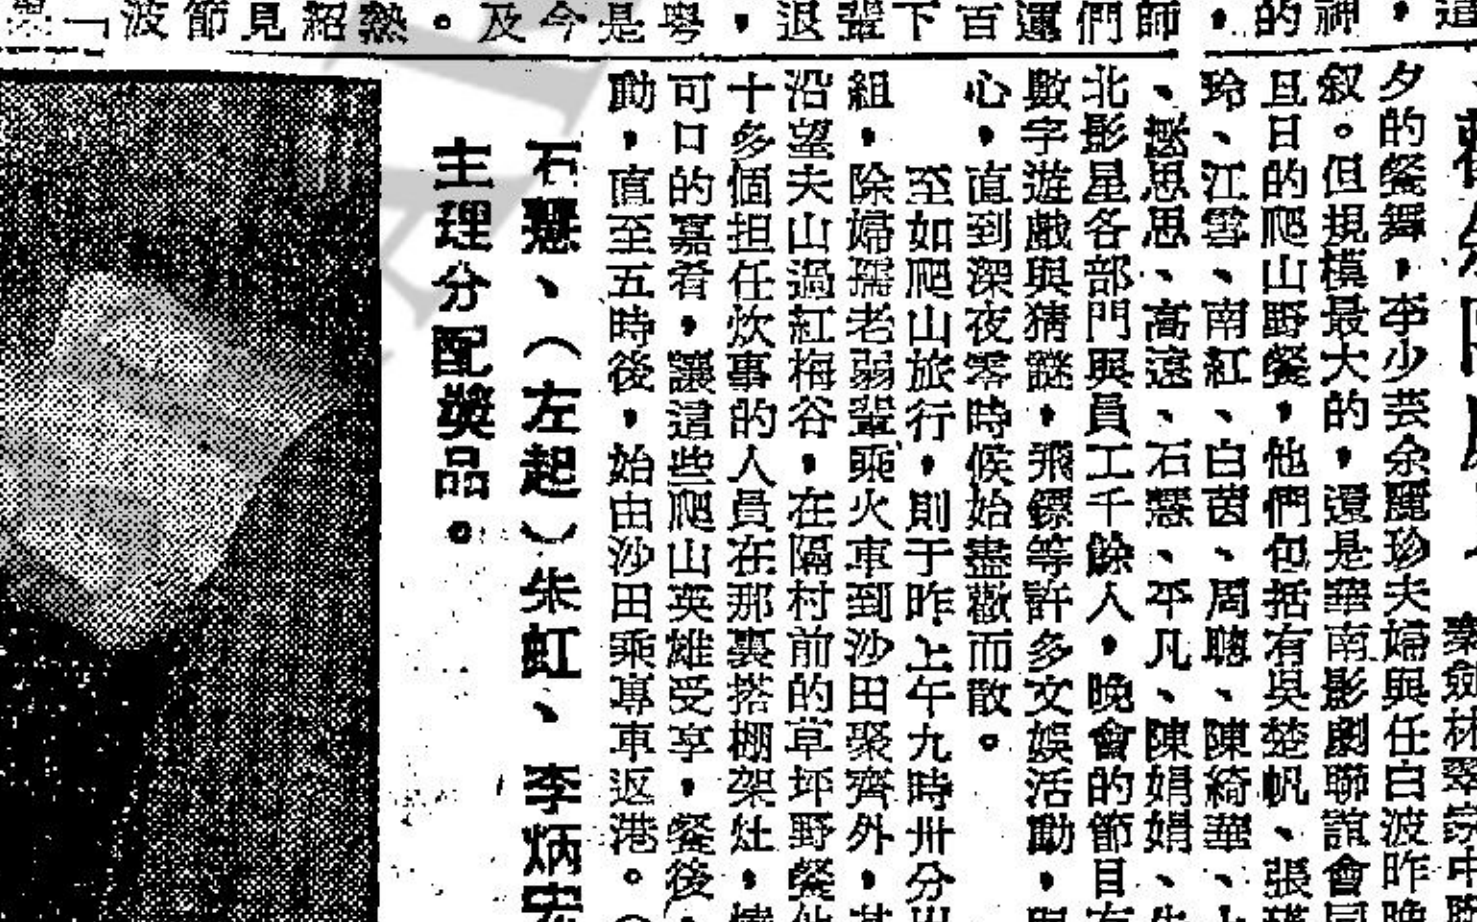 夕的餐舞，李少芸余麗珍夫婦與任白波昨晚
叙。但規模最大的，還是華南影劇聯誼會同
且日的爬山野餐，他們包括有吳楚帆、張
玲、江雪、南紅、白茵、周驄、陳綺華、
思思、高遠、石慧、平凡、陳娟娟、朱
北影星各部門與員工千餘人，晚會的節目有
數字遊戲與猜謎，飛鏢等許多文娛活動，
心，直到深夜零時候始盡歡而散。
至如爬山旅行，則于昨上午九時卅分
組，除婦孺老弱輩乘火車到沙田聚齊外，其
沿望夫山過紅梅谷，在隔村前的草坪野餐他
十多個担任炊事的人員在那裏搭棚架灶，
可口的嘉肴，讓這些爬山英雄受享，餐後，
動，直至五時後，始由沙田乘專車返港。
石慧、（左起）朱虹、李炳宏
主理分配獎品。
的神
師們還百下
退
是今及。熱紹見節波「